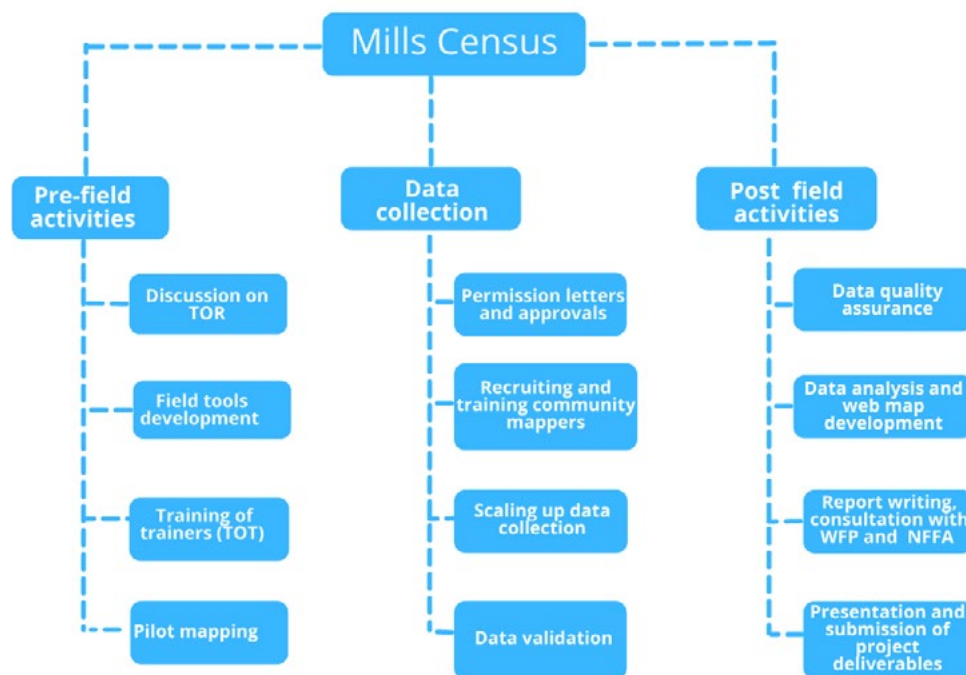 Mills Census
Pre-field
activities
Discussion on
TOR
Field tools
development
Training of
trainers (TOT)
Pilot mapping
Data
collection
Permission letters
and approvals
Recruiting and
training community
mappers
Scaling up data
collection
Data validation
Post field
activities
Data quality
assurance
Data analysis and
web map
development
Report writing,
consultation with
WFP and NFFA
Presentation and
submission of
project
deliverables